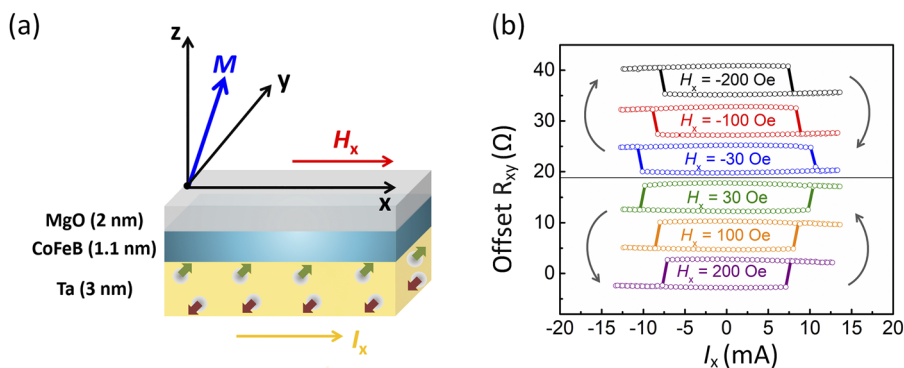 (a)
z
M
y
Hx
x
MgO (2 nm)
CoFeB (1.1 nm)
Ta (3 nm)
Ix
(b)
Offset Rxy (Ω)
40
30
20
10
0
Hx = -200 Oe
Hx = -100 Oe
Hx = -30 Oe
Hx = 30 Oe
Hx = 100 Oe
Hx = 200 Oe
-20 -15 -10 -5 0 5 10 15 20
Ix (mA)